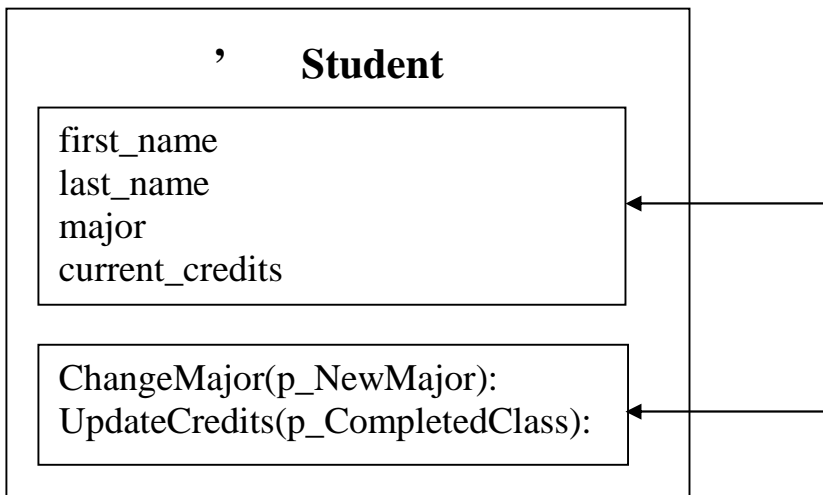 ’ Student
first_name
last_name
major
current_credits
ChangeMajor(p_NewMajor):
UpdateCredits(p_CompletedClass):